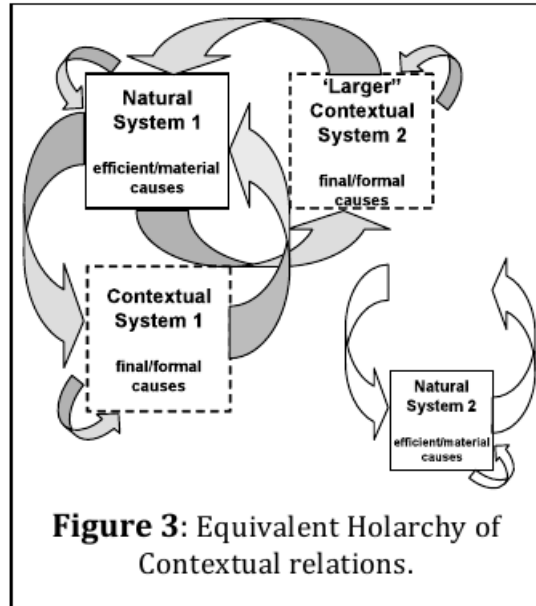 Natural
System 1
efficient/material
causes
‘Larger”
Contextual
System 2
final/formal
causes
Contextual
System 1
final/formal
causes
Natural
System 2
efficient/material
causes
Figure 3: Equivalent Holarchy of
Contextual relations.